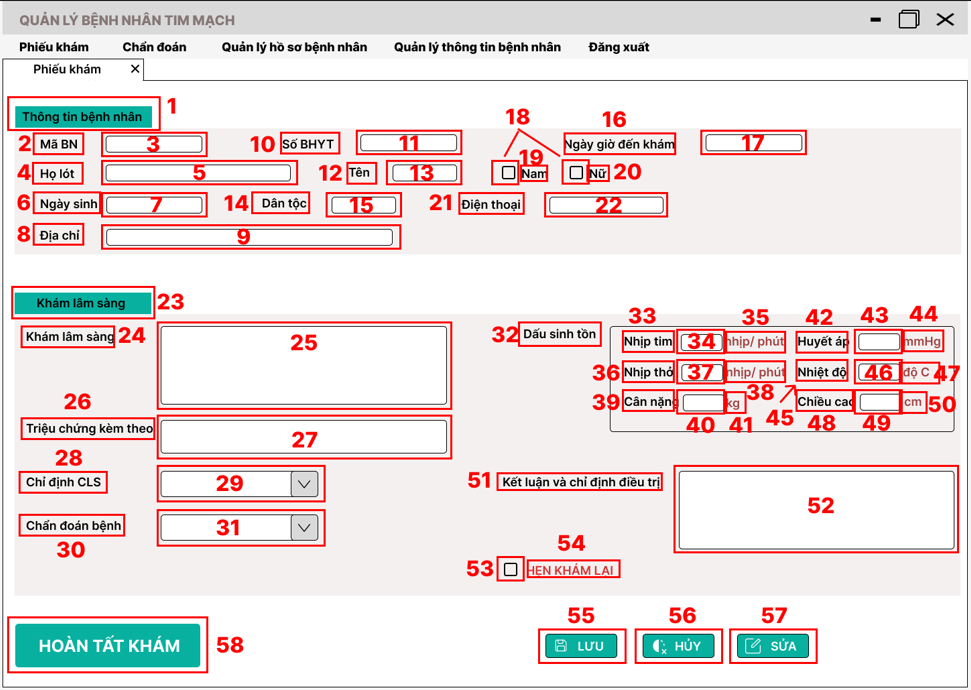 QUẢN LÝ BỆNH NHÂN TIM MẠCH
Phiếu khám Chẩn đoán Quản lý hồ sơ bệnh nhân Quản lý thông tin bệnh nhân Đăng xuất
Phiếu khám
Thông tin bệnh nhân 1
2 Mã BN 3 10 Số BHYT 11 18 16 Ngày giờ đến khám 17
4 Họ lót 5 12 Tên 13 19 Nam Nữ 20
6 Ngày sinh 7 14 Dân tộc 15 21 Điện thoại 22
8 Địa chỉ 9
Khám lâm sàng 23
24 Khám lâm sàng 25 32 Dấu sinh tồn
33 Nhịp tim 34 35 nhịp/ phút 42 Huyết áp 43 44 mmHg
36 Nhịp thở 37 nhịp/ phút 38 45 Nhiệt độ 46 độ C 47
39 Cân nặng 40 kg 41 Chiều cao 48 49 cm 50
26 Triệu chứng kèm theo 27
28 Chỉ định CLS 29 51 Kết luận và chỉ định điều trị 52
Chẩn đoán bệnh 30 31
53 54 HẸN KHÁM LẠI
55 56 57
HOÀN TẤT KHÁM 58 LƯU HỦY SỬA